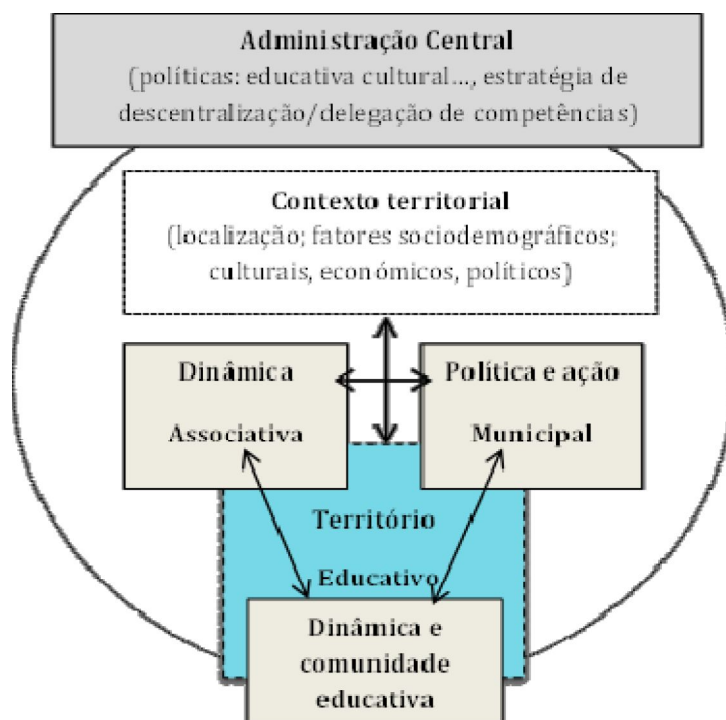 Administração Central
(políticas: educativa cultural..., estratégia de
descentralização/delegação de competências)
Contexto territorial
(localização; fatores sociodemográficos;
culturais, económicos, políticos)
Dinâmica
Associativa
Política e ação
Municipal
Território
Educativo
Dinâmica e
comunidade
educativa